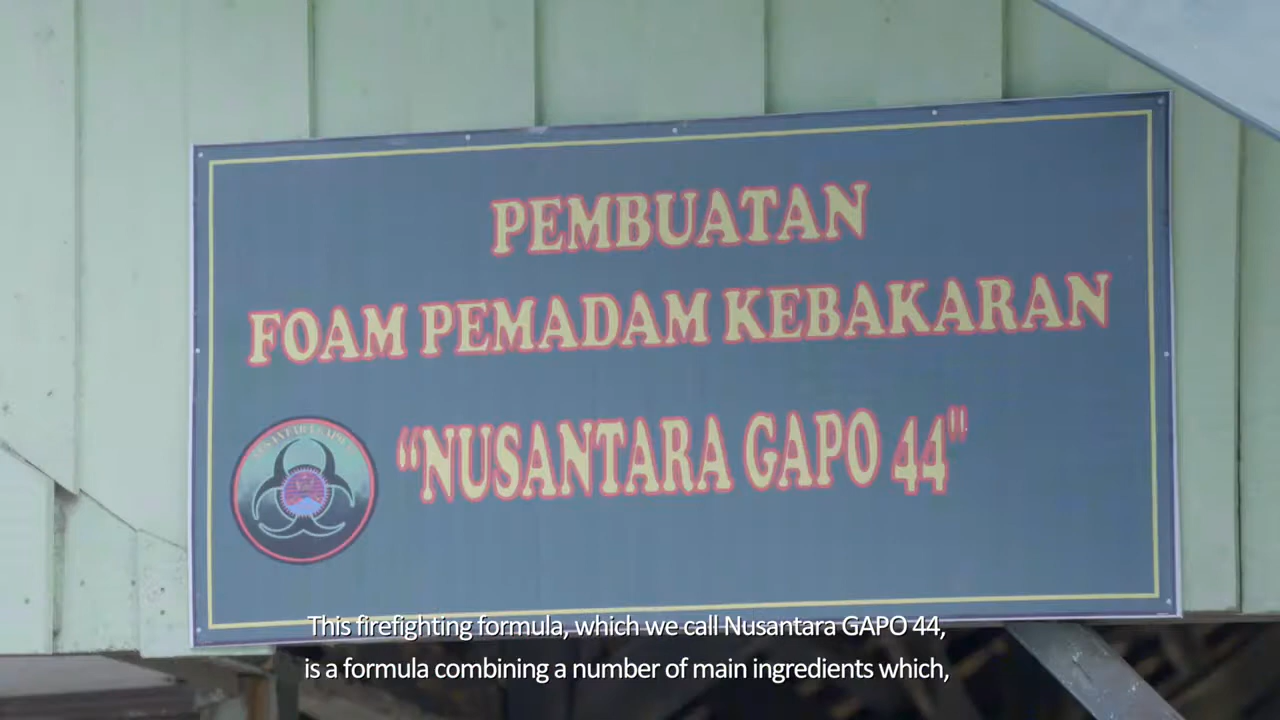 PEMBUATAN
FOAM PEMADAM KEBAKARAN
“NUSANTARA GAPO 44"
This firefighting formula, which we call Nusantara GAPO 44,
is a formula combining a number of main ingredients which,